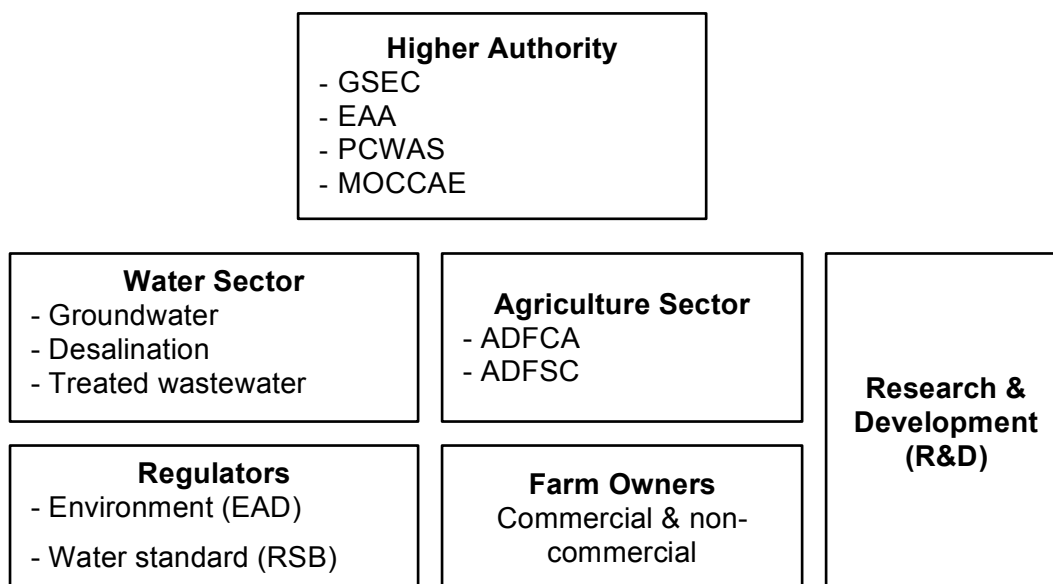 Higher Authority
- GSEC
- EAA
- PCWAS
- MOCCAE
Water Sector
- Groundwater
- Desalination
- Treated wastewater
Agriculture Sector
- ADFCA
- ADFSC
Research &
Development
(R&D)
Regulators
- Environment (EAD)
- Water standard (RSB)
Farm Owners
Commercial & non-
commercial